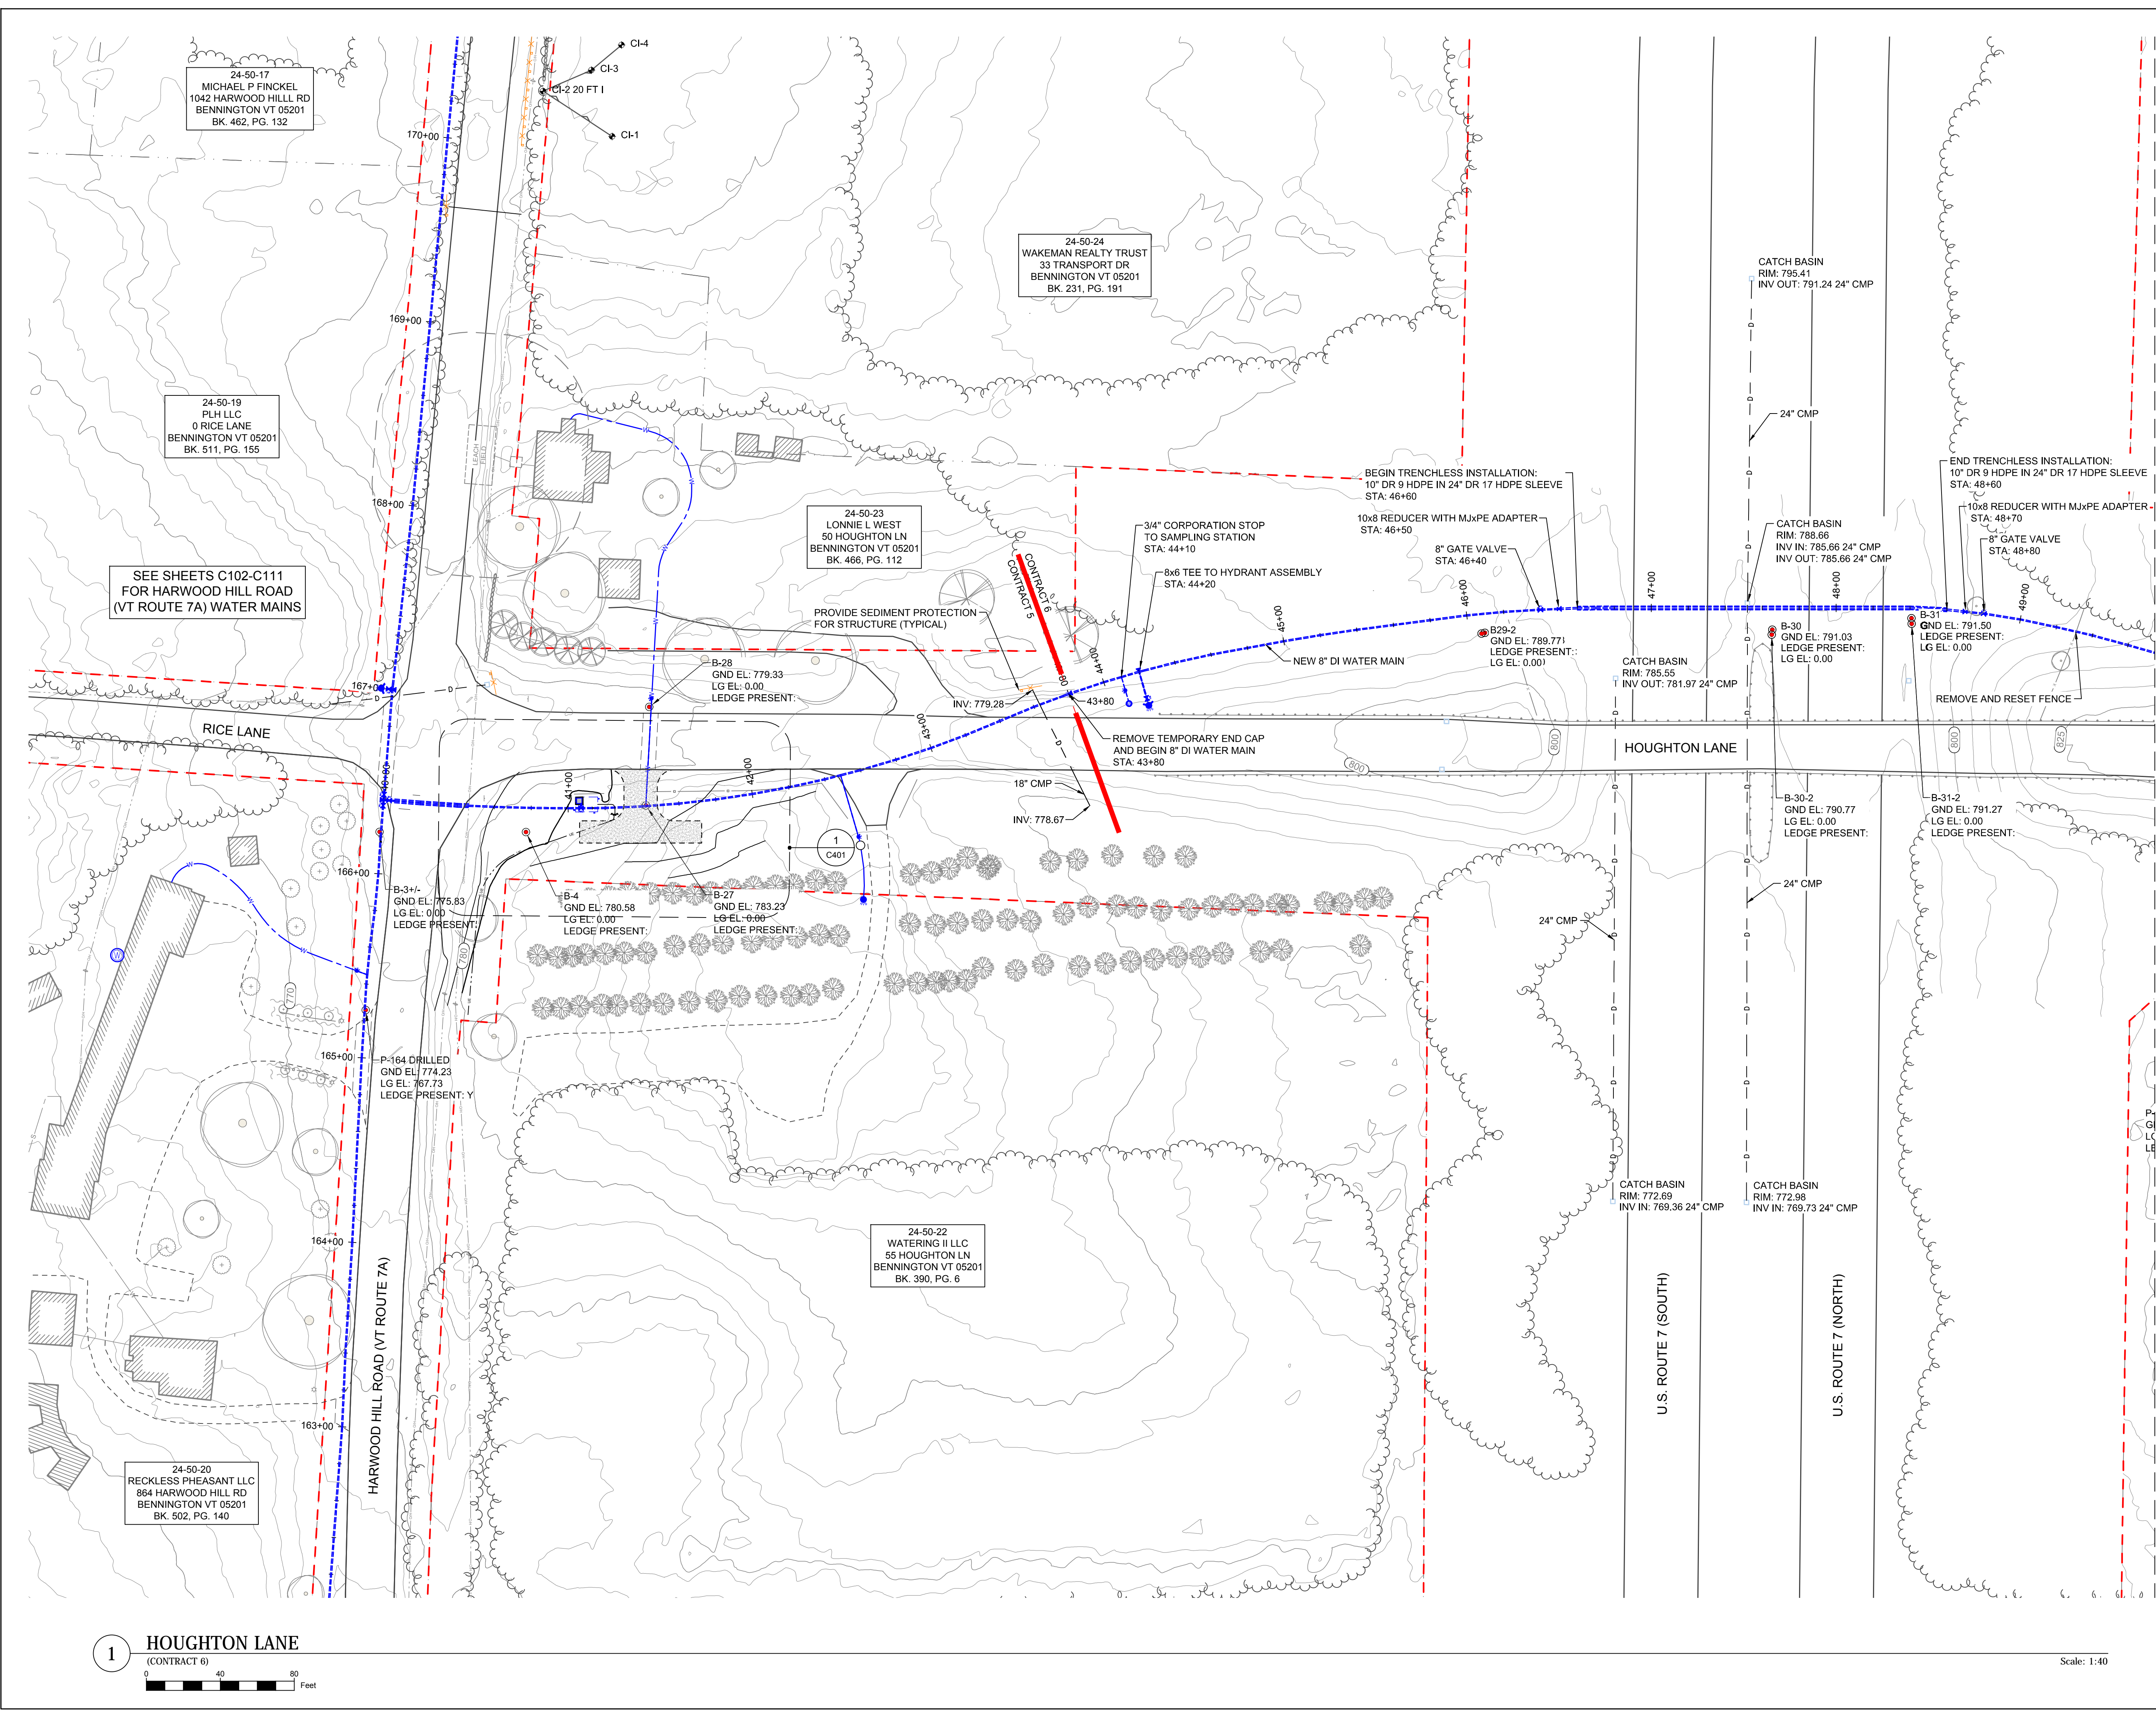 CI-4
CI-3
CI-2 20 FT I
CI-1
24-50-17
MICHAEL P FINCKEL
1042 HARWOOD HILLL RD
BENNINGTON VT 05201
BK. 462, PG. 132
170+00
24-50-24
WAKEMAN REALTY TRUST
33 TRANSPORT DR
BENNINGTON VT 05201
BK. 231, PG. 191
CATCH BASIN
RIM: 795.41
INV OUT: 791.24 24" CMP
169+00
24-50-19
PLH LLC
0 RICE LANE
BENNINGTON VT 05201
BK. 511, PG. 155
24" CMP
LEACH
FIELD
168+00
BEGIN TRENCHLESS INSTALLATION:
10" DR 9 HDPE IN 24" DR 17 HDPE SLEEVE
STA: 46+60
END TRENCHLESS INSTALLATION:
10" DR 9 HDPE IN 24" DR 17 HDPE SLEEVE
STA: 48+60
24-50-23
LONNIE L WEST
50 HOUGHTON LN
BENNINGTON VT 05201
BK. 466, PG. 112
3/4" CORPORATION STOP
TO SAMPLING STATION
STA: 44+10
10x8 REDUCER WITH MJxPE ADAPTER
STA: 46+50
CATCH BASIN
RIM: 788.66
INV IN: 785.66 24" CMP
INV OUT: 785.66 24" CMP
10x8 REDUCER WITH MJxPE ADAPTER
STA: 48+70
8" GATE VALVE
STA: 46+40
8" GATE VALVE
STA: 48+80
SEE SHEETS C102-C111
FOR HARWOOD HILL ROAD
(VT ROUTE 7A) WATER MAINS
CONTRACT 6
CONTRACT 5
8x6 TEE TO HYDRANT ASSEMBLY
STA: 44+20
PROVIDE SEDIMENT PROTECTION
FOR STRUCTURE (TYPICAL)
44+00
45+00
46+00
47+00
48+00
49+00
B29-2
GND EL: 789.77
LEDGE PRESENT:
LG EL: 0.00
B-30
GND EL: 791.03
LEDGE PRESENT:
LG EL: 0.00
B-31
GND EL: 791.50
LEDGE PRESENT:
LG EL: 0.00
NEW 8" DI WATER MAIN
CATCH BASIN
RIM: 785.55
INV OUT: 781.97 24" CMP
REMOVE AND RESET FENCE
B-28
GND EL: 779.33
LG EL: 0.00
LEDGE PRESENT:
INV: 779.28
43+80
43+00
RICE LANE
REMOVE TEMPORARY END CAP
AND BEGIN 8" DI WATER MAIN
STA: 43+80
HOUGHTON LANE
800
800
800
825
41+00
42+00
18" CMP
INV: 778.67
B-30-2
GND EL: 790.77
LG EL: 0.00
LEDGE PRESENT:
B-31-2
GND EL: 791.27
LG EL: 0.00
LEDGE PRESENT:
1
C401
166+00
B-3+/-
GND EL: 775.83
LG EL: 0.00
LEDGE PRESENT:
B-4
GND EL: 780.58
LG EL: 0.00
LEDGE PRESENT:
B-27
GND EL: 783.23
LG EL: 0.00
LEDGE PRESENT:
24" CMP
24" CMP
780
770
165+00
P-164 DRILLED
GND EL: 774.23
LG EL: 767.73
LEDGE PRESENT: Y
CATCH BASIN
RIM: 772.69
INV IN: 769.36 24" CMP
CATCH BASIN
RIM: 772.98
INV IN: 769.73 24" CMP
164+00
24-50-22
WATERING II LLC
55 HOUGHTON LN
BENNINGTON VT 05201
BK. 390, PG. 6
HARWOOD HILL ROAD (VT ROUTE 7A)
U.S. ROUTE 7 (SOUTH)
U.S. ROUTE 7 (NORTH)
163+00
24-50-20
RECKLESS PHEASANT LLC
864 HARWOOD HILL RD
BENNINGTON VT 05201
BK. 502, PG. 140
1
HOUGHTON LANE
(CONTRACT 6)
0 40 80
Feet
Scale: 1:40